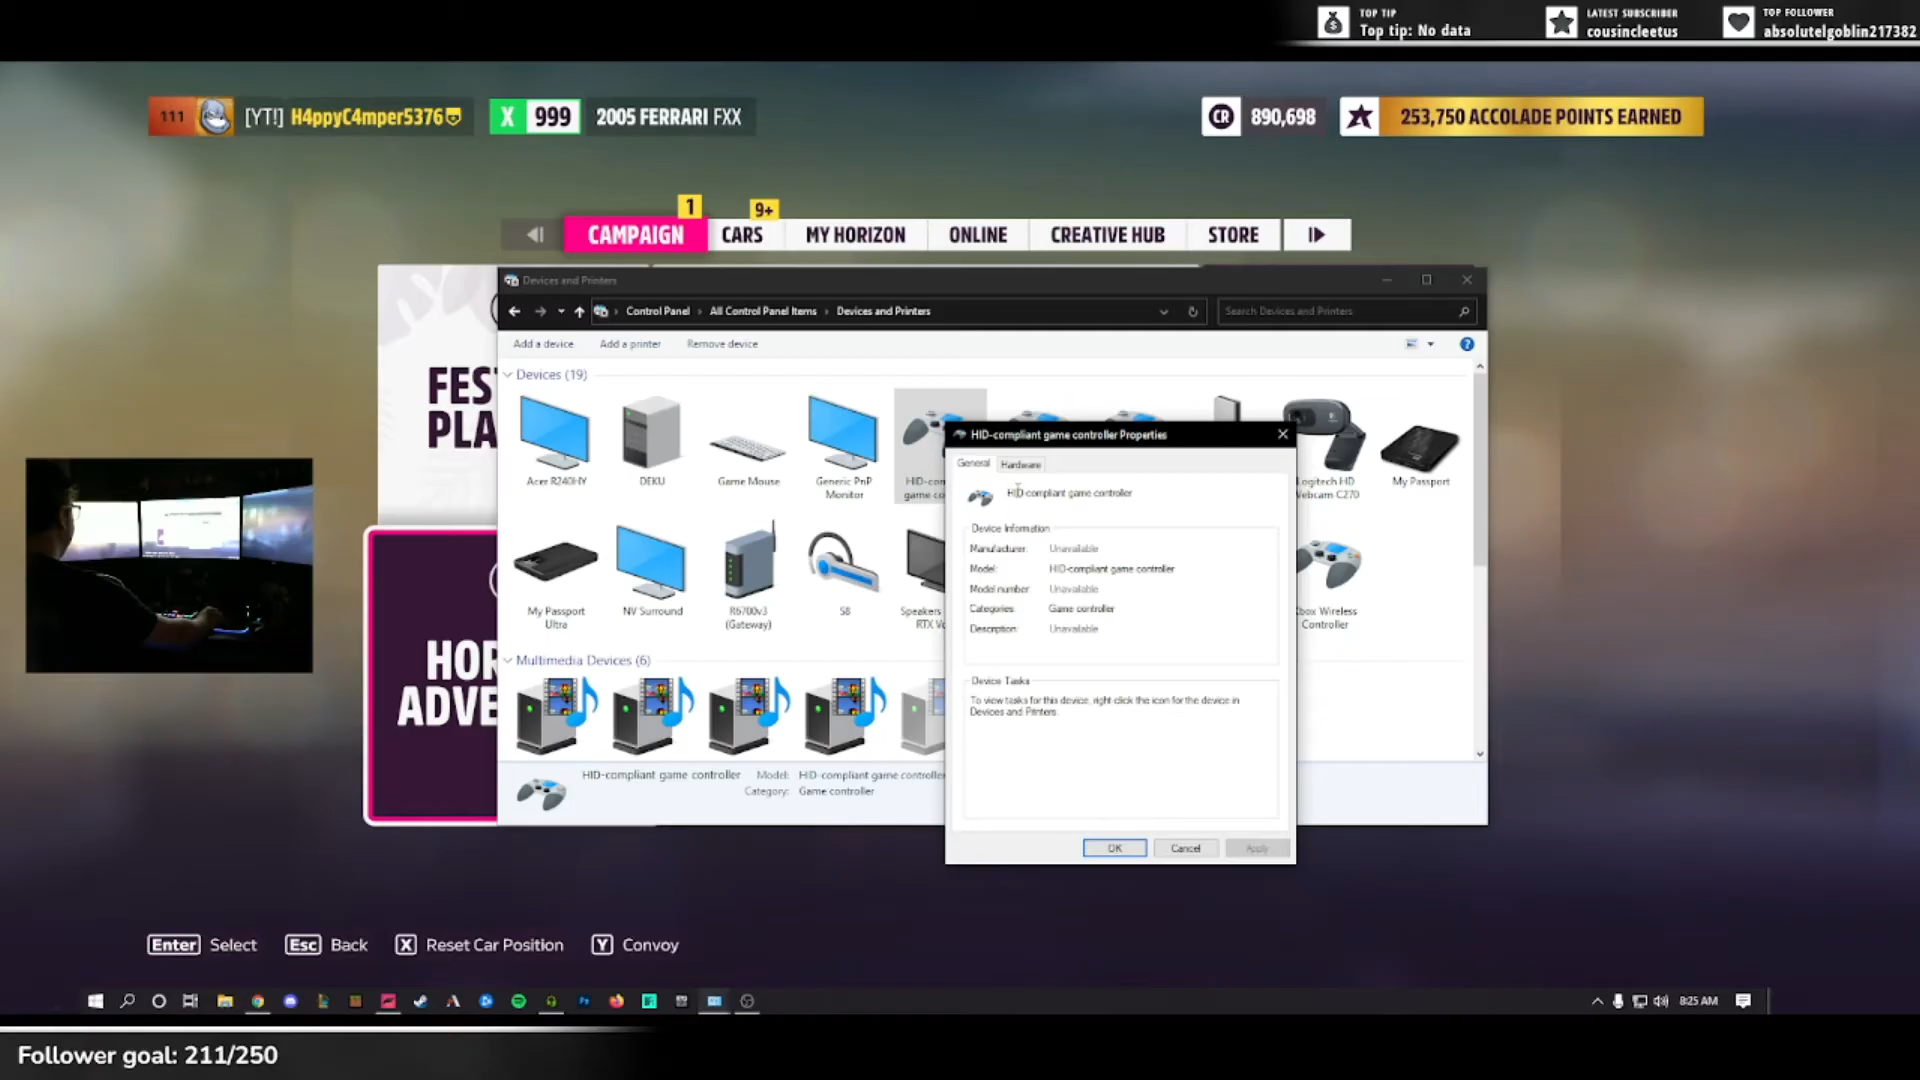 TOP TIP
Top tip: No data
LATEST SUBSCRIBER
cousincleetus
TOP FOLLOWER
absolutelgoblin217382
111
[YT!] H4ppyC4mper5376
X 999
2005 FERRARI FXX
CR 890,698
253,750 ACCOLADE POINTS EARNED
1
9+
CAMPAIGN
CARS
MY HORIZON
ONLINE
CREATIVE HUB
STORE
FES
PLA
HOR
ADVE
Devices and Printers
Control Panel
All Control Panel Items
Devices and Printers
Search Devices and Printers
Add a device
Add a printer
Remove device
Devices (19)
Acer R240HY
DEKU
Game Mouse
Generic PnP
Monitor
HID-con
game co
Logitech HD
Webcam C270
My Passport
My Passport
Ultra
NV Surround
R6700v3
(Gateway)
S8
Speakers
RTX Vo
Xbox Wireless
Controller
Multimedia Devices (6)
HID-compliant game controller
Model: HID-compliant game controller
Category: Game controller
HID-compliant game controller Properties
General
Hardware
HID-compliant game controller
Device Information
Manufacturer: Unavailable
Model: HID-compliant game controller
Model number: Unavailable
Categories: Game controller
Description: Unavailable
Device Tasks
To view tasks for this device, right click the icon for the device in
Devices and Printers.
OK
Cancel
Apply
Enter Select
Esc Back
X Reset Car Position
Y Convoy
8:25 AM
Follower goal: 211/250